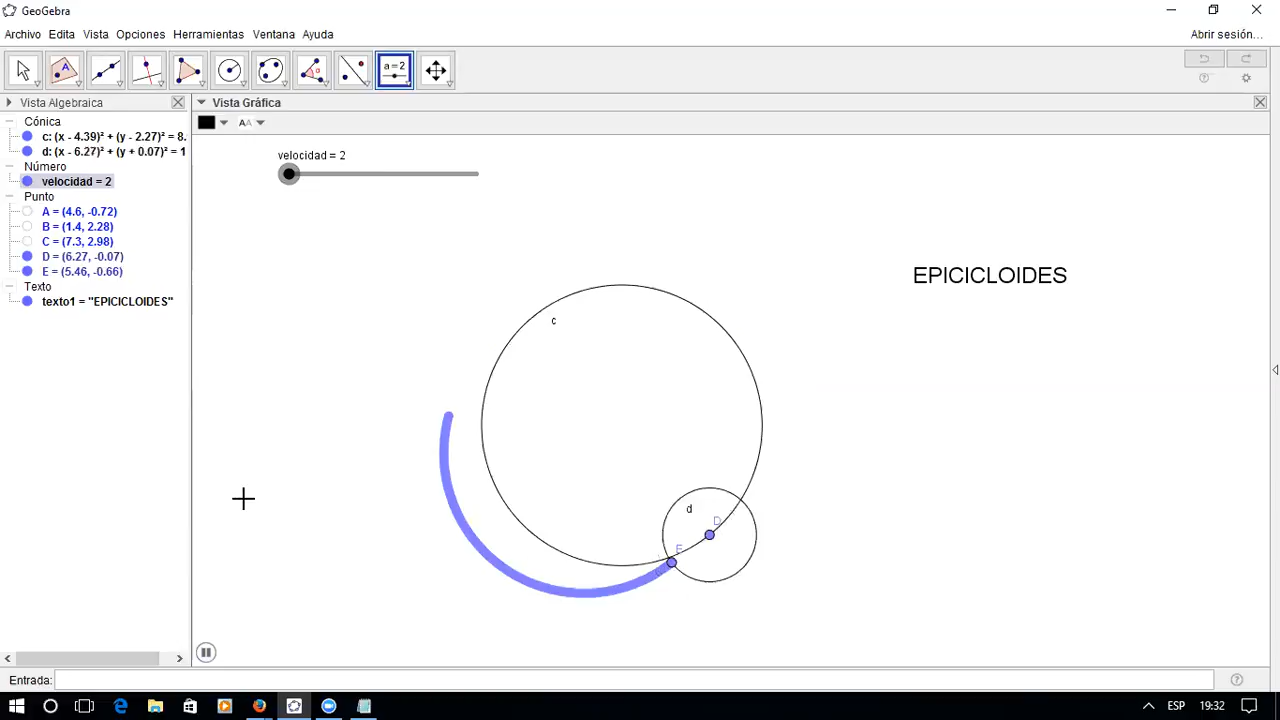 GeoGebra
Archivo Edita Vista Opciones Herramientas Ventana Ayuda
Abrir sesión...
A
α
a = 2
Vista Algebraica
Vista Gráfica
AA
Cónica
c: (x - 4.39)² + (y - 2.27)² = 8.
d: (x - 6.27)² + (y + 0.07)² = 1
Número
velocidad = 2
Punto
A = (4.6, -0.72)
B = (1.4, 2.28)
C = (7.3, 2.98)
D = (6.27, -0.07)
E = (5.46, -0.66)
Texto
texto1 = "EPICICLOIDES"
velocidad = 2
EPICICLOIDES
c
d
D
E
Entrada:
ESP 19:32